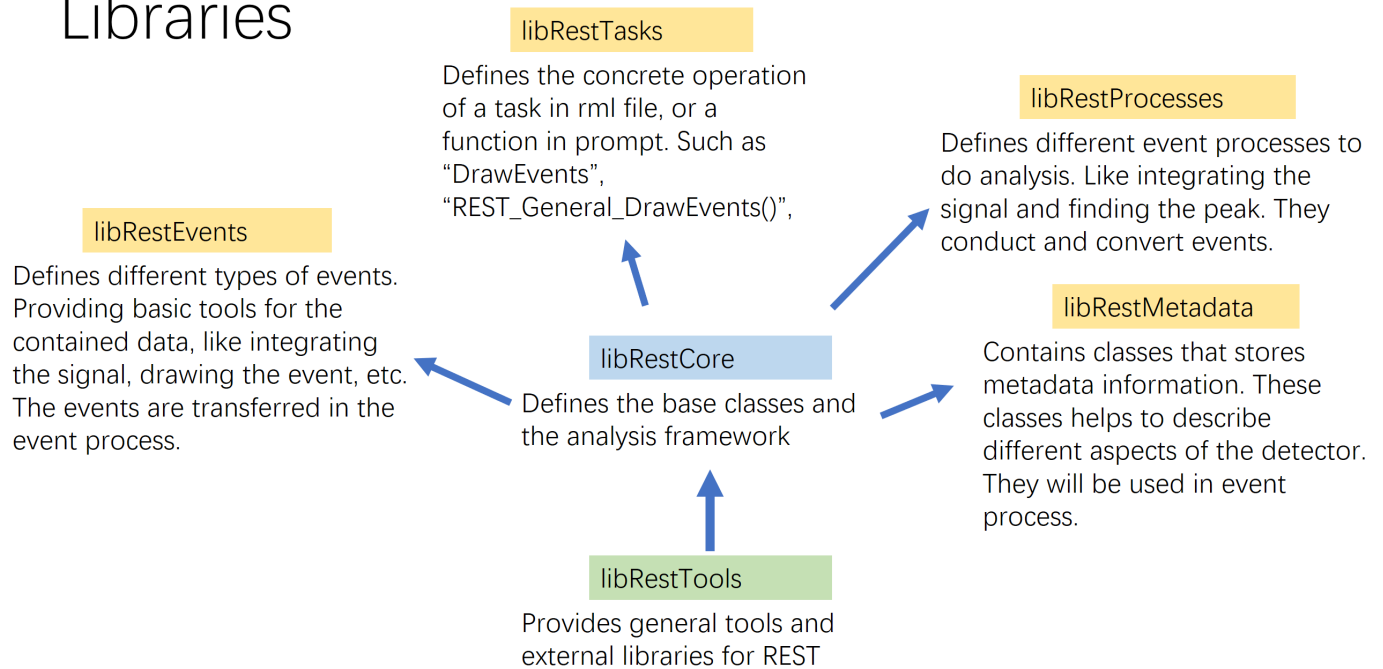 Libraries
libRestTasks
Defines the concrete operation
of a task in rml file, or a
function in prompt. Such as
“DrawEvents”,
“REST_General_DrawEvents()”,
libRestProcesses
Defines different event processes to
do analysis. Like integrating the
signal and finding the peak. They
conduct and convert events.
libRestEvents
Defines different types of events.
Providing basic tools for the
contained data, like integrating
the signal, drawing the event, etc.
The events are transferred in the
event process.
libRestMetadata
Contains classes that stores
metadata information. These
classes helps to describe
different aspects of the detector.
They will be used in event
process.
libRestCore
Defines the base classes and
the analysis framework
libRestTools
Provides general tools and
external libraries for REST